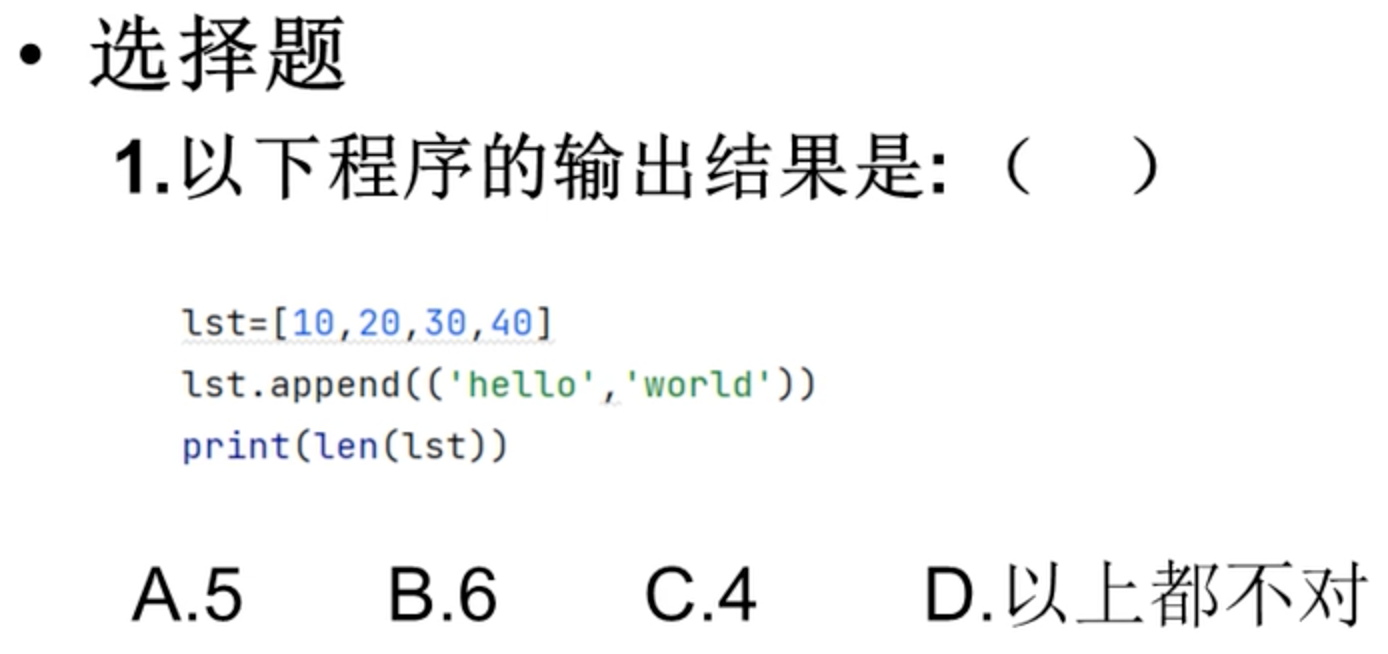 • 选择题
1.以下程序的输出结果是:（  ）
lst=[10,20,30,40]
lst.append(('hello','world'))
print(len(lst))
A.5 B.6 C.4 D.以上都不对